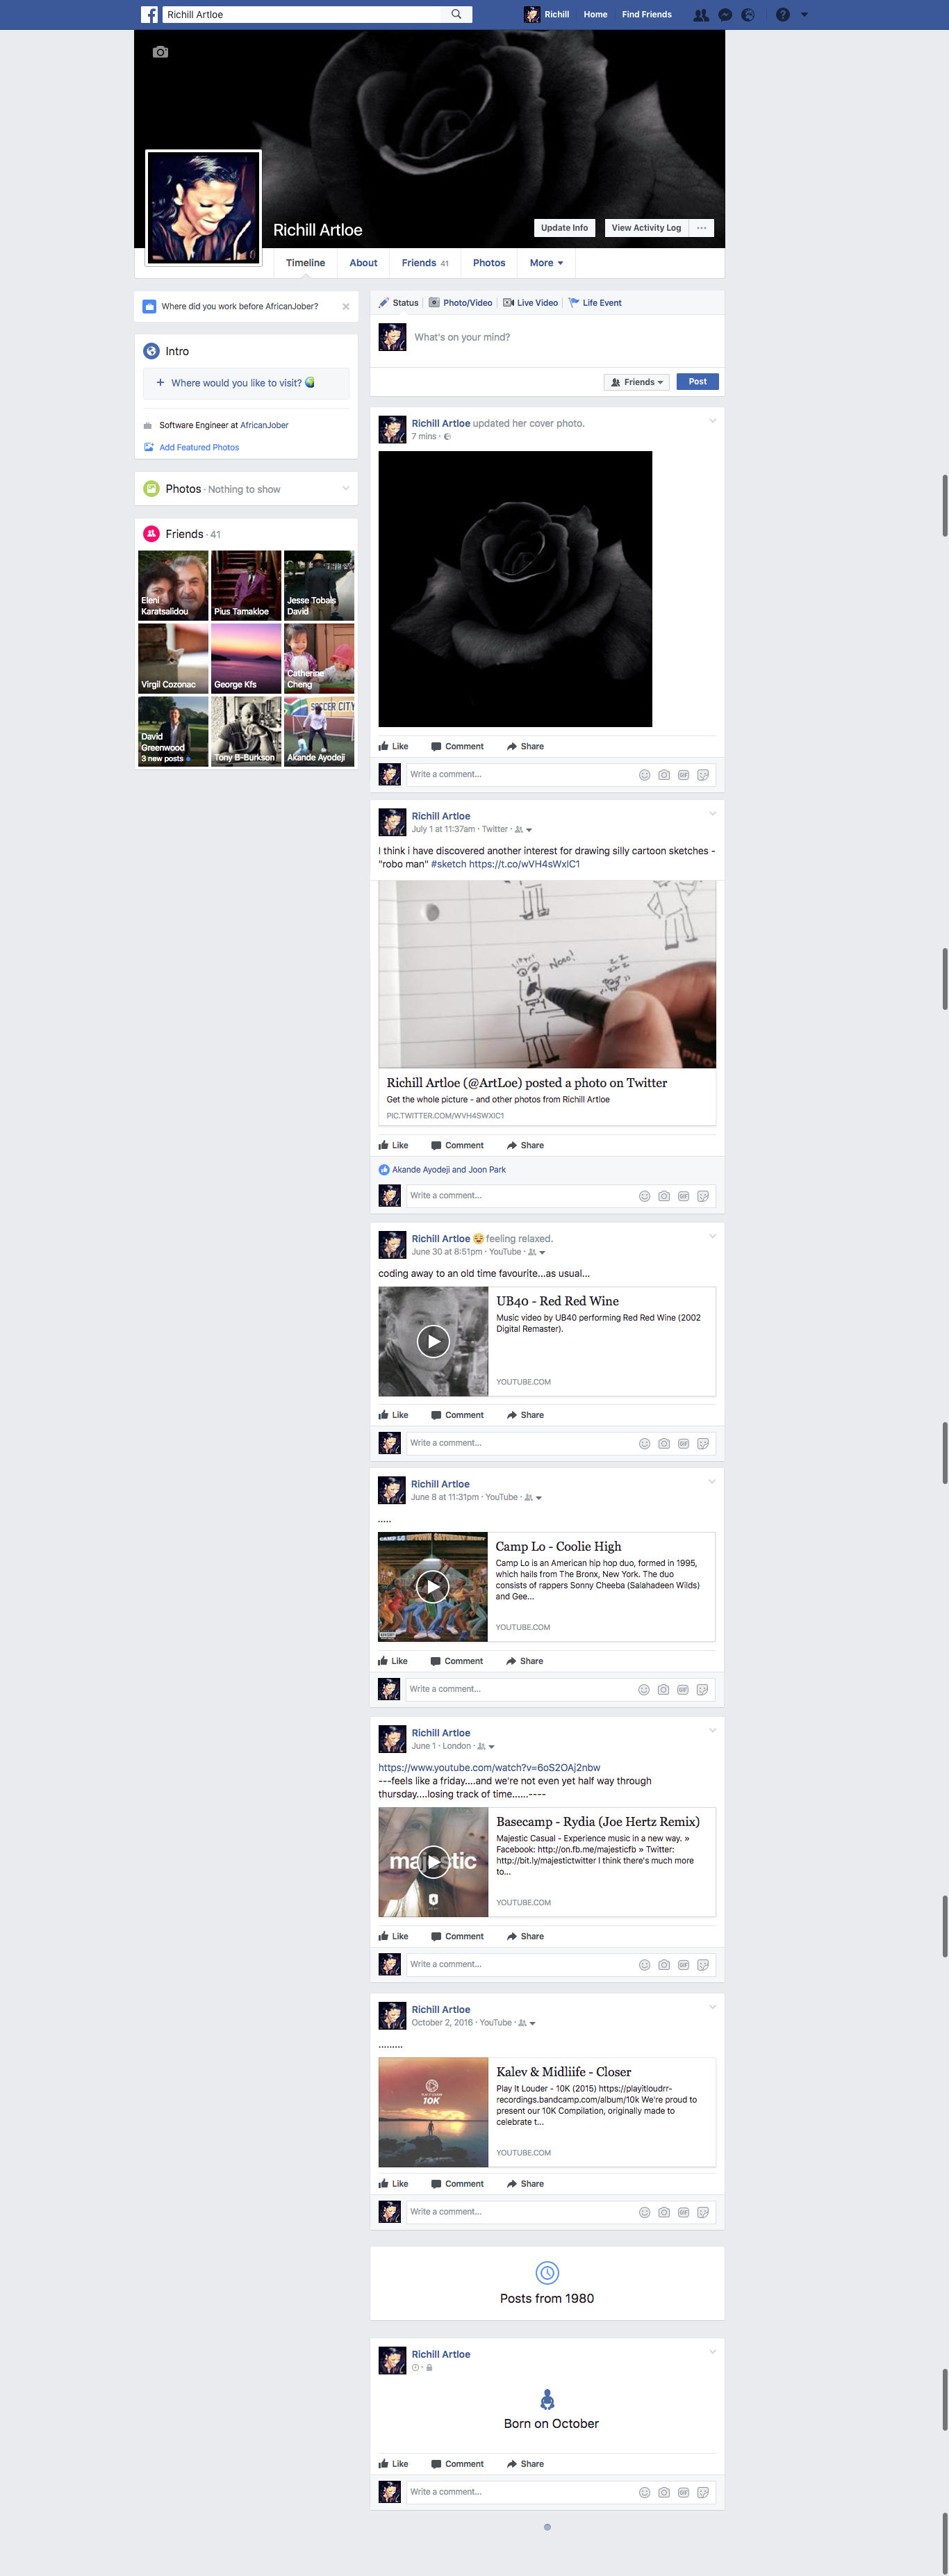 Richill Artloe
Richill Home Find Friends
Richill Artloe
Update Info
View Activity Log
Timeline
About
Friends 41
Photos
More
Where did you work before AfricanJober?
Intro
Where would you like to visit?
Software Engineer at AfricanJober
Add Featured Photos
Photos · Nothing to show
Friends · 41
Eleni
Karatsalidou
Pius Tamakloe
Jesse Tobals
David
Virgil Cozonac
George Kfs
Catherine
Cheng
David
Greenwood
3 new posts
Tony B-Burkson
SOCCER CITY
Akande Ayodeji
Status
Photo/Video
Live Video
Life Event
What's on your mind?
Friends
Post
Richill Artloe updated her cover photo.
7 mins ·
Like Comment Share
Write a comment...
Richill Artloe
July 1 at 11:37am · Twitter ·
I think i have discovered another interest for drawing silly cartoon sketches -
"robo man" #sketch https://t.co/wVH4sWxIC1
Nooo!
PILOT
Richill Artloe (@ArtLoe) posted a photo on Twitter
Get the whole picture - and other photos from Richill Artloe
PIC.TWITTER.COM/WVH4SWXIC1
Like Comment Share
Akande Ayodeji and Joon Park
Write a comment...
Richill Artloe feeling relaxed.
June 30 at 8:51pm · YouTube ·
coding away to an old time favourite...as usual...
UB40 - Red Red Wine
Music video by UB40 performing Red Red Wine (2002
Digital Remaster).
YOUTUBE.COM
Like Comment Share
Write a comment...
Richill Artloe
June 8 at 11:31pm · YouTube ·
.....
CAMP LO UPTOWN SATURDAY NIGHT
Camp Lo - Coolie High
Camp Lo is an American hip hop duo, formed in 1995,
which hails from The Bronx, New York. The duo
consists of rappers Sonny Cheeba (Salahadeen Wilds)
and Gee...
YOUTUBE.COM
Like Comment Share
Write a comment...
Richill Artloe
June 1 · London ·
https://www.youtube.com/watch?v=6oS2OAj2nbw
---feels like a friday....and we're not even yet half way through
thursday....losing track of time......----
majestic
Basecamp - Rydia (Joe Hertz Remix)
Majestic Casual - Experience music in a new way. »
Facebook: http://on.fb.me/majesticfb » Twitter:
http://bit.ly/majestictwitter I think there's much more
to...
YOUTUBE.COM
Like Comment Share
Write a comment...
Richill Artloe
October 2, 2016 · YouTube ·
.........
10K
Kalev & Midliife - Closer
Play It Louder - 10K (2015) https://playitloudrr-
recordings.bandcamp.com/album/10k We're proud to
present our 10K Compilation, originally made to
celebrate t...
YOUTUBE.COM
Like Comment Share
Write a comment...
Posts from 1980
Richill Artloe
Born on October
Like Comment Share
Write a comment...